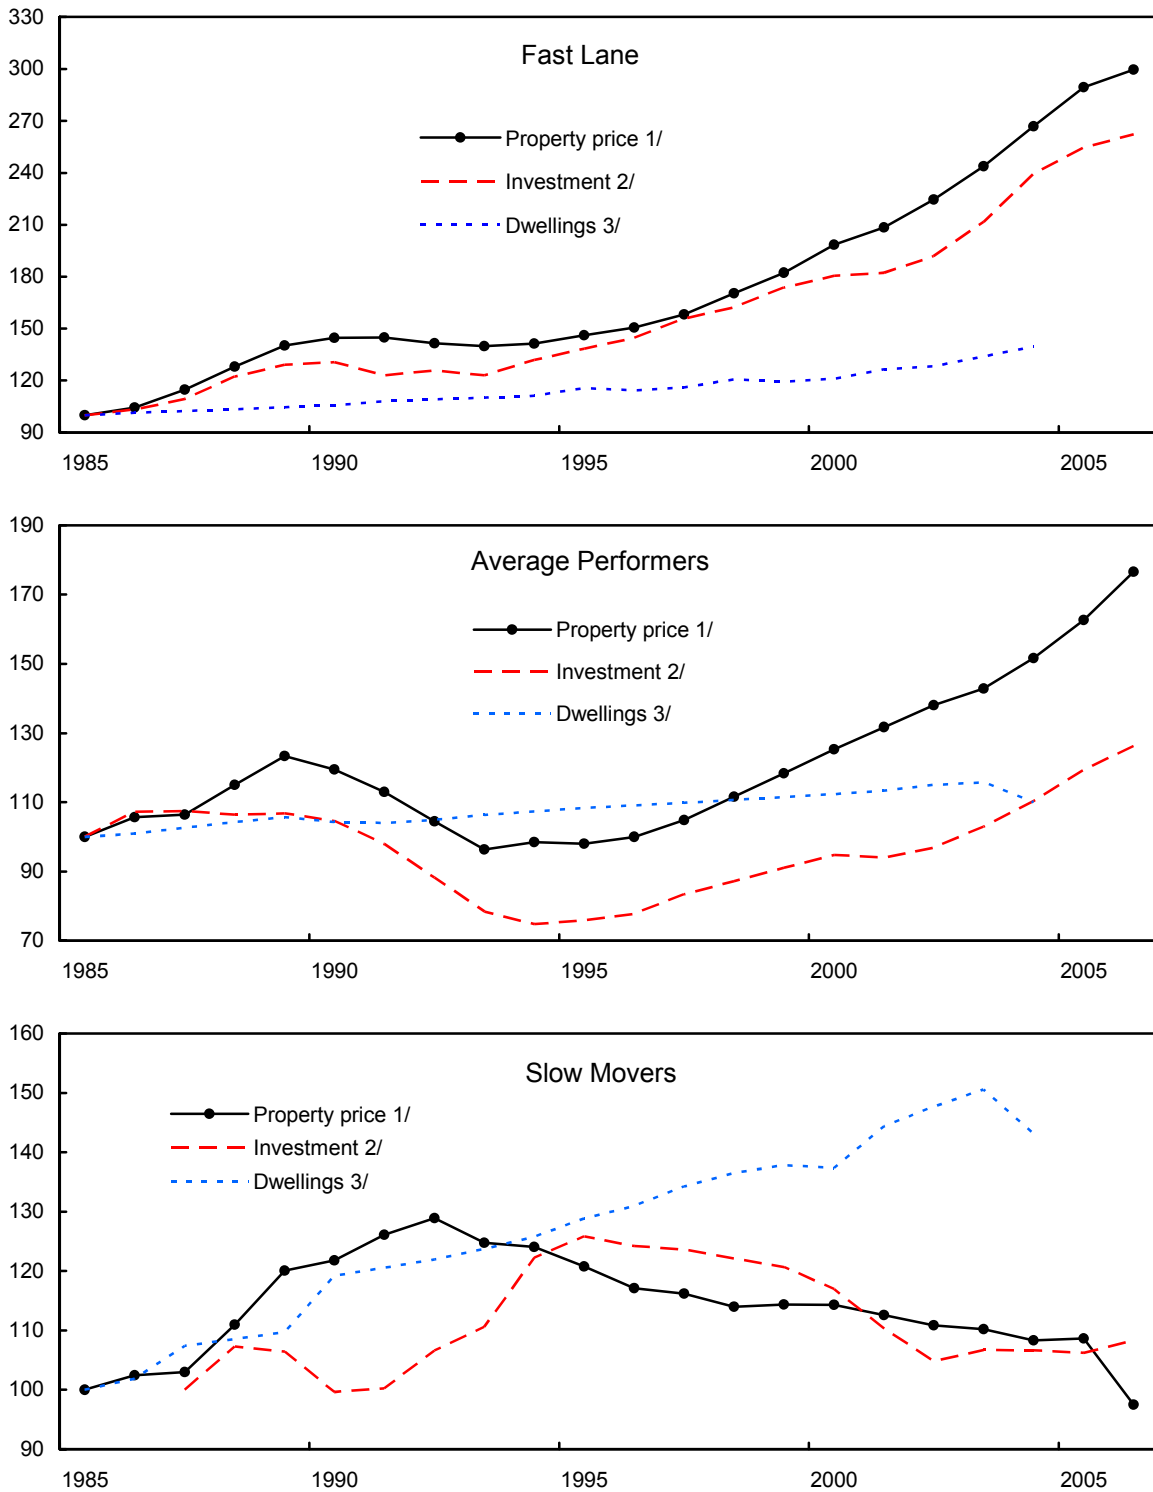 330
Fast Lane
300
270
Property price 1/
240
Investment 2/
210
Dwellings 3/
180
150
120
90
1985 1990 1995 2000 2005
190
Average Performers
170
Property price 1/
150
Investment 2/
Dwellings 3/
130
110
90
70
1985 1990 1995 2000 2005
160
Slow Movers
150
Property price 1/
140
Investment 2/
Dwellings 3/
130
120
110
100
90
1985 1990 1995 2000 2005